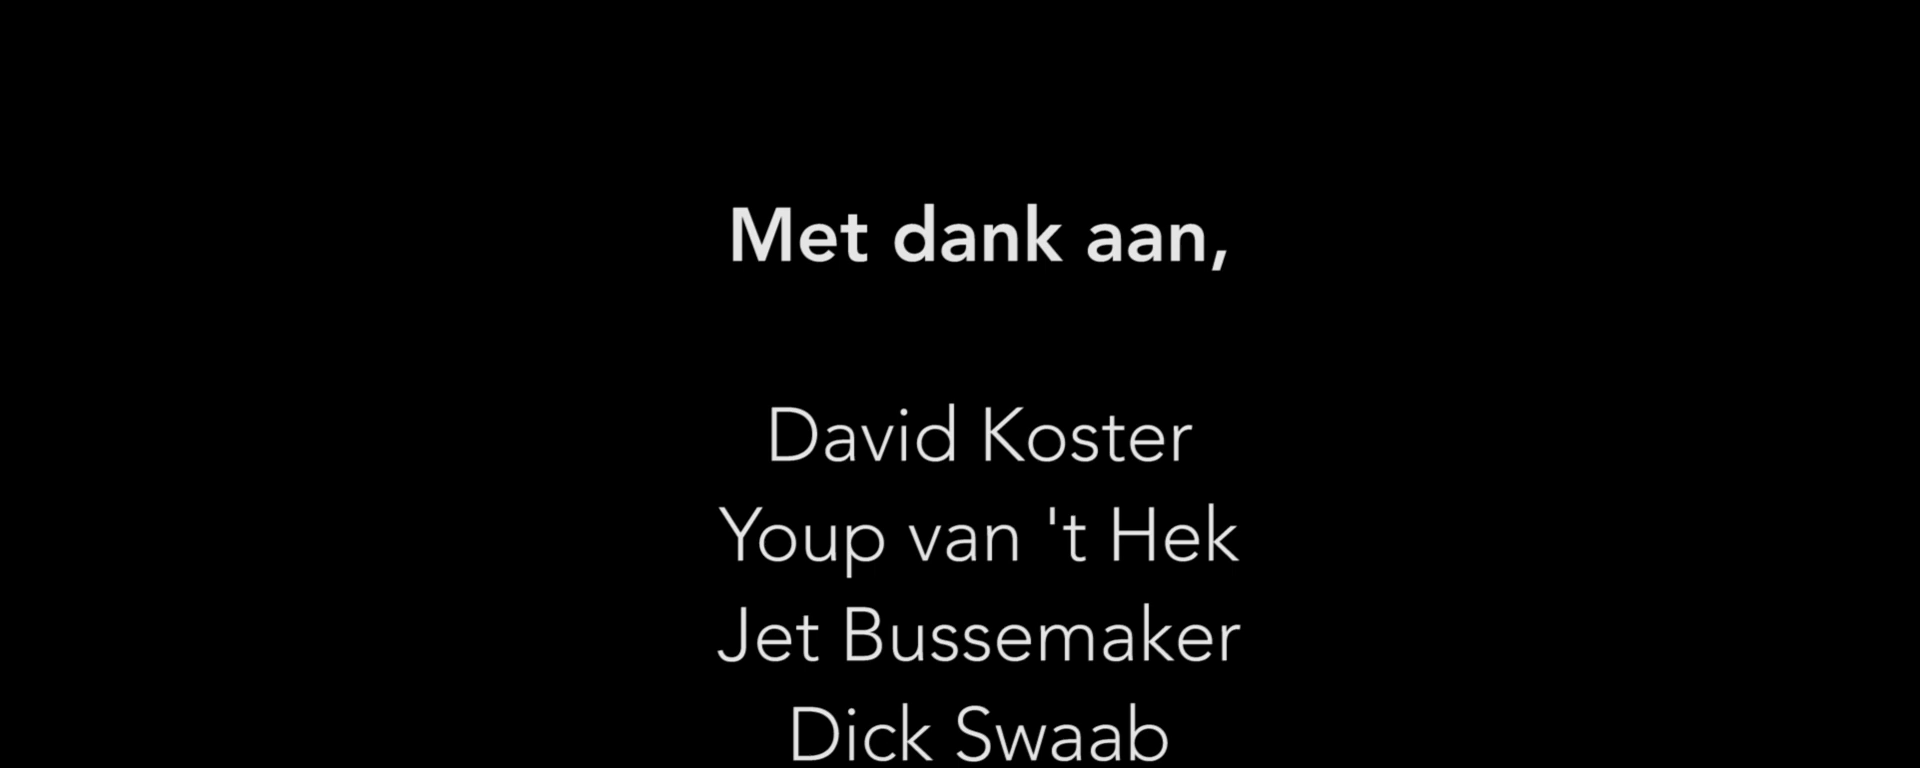 Met dank aan,
David Koster
Youp van 't Hek
Jet Bussemaker
Dick Swaab